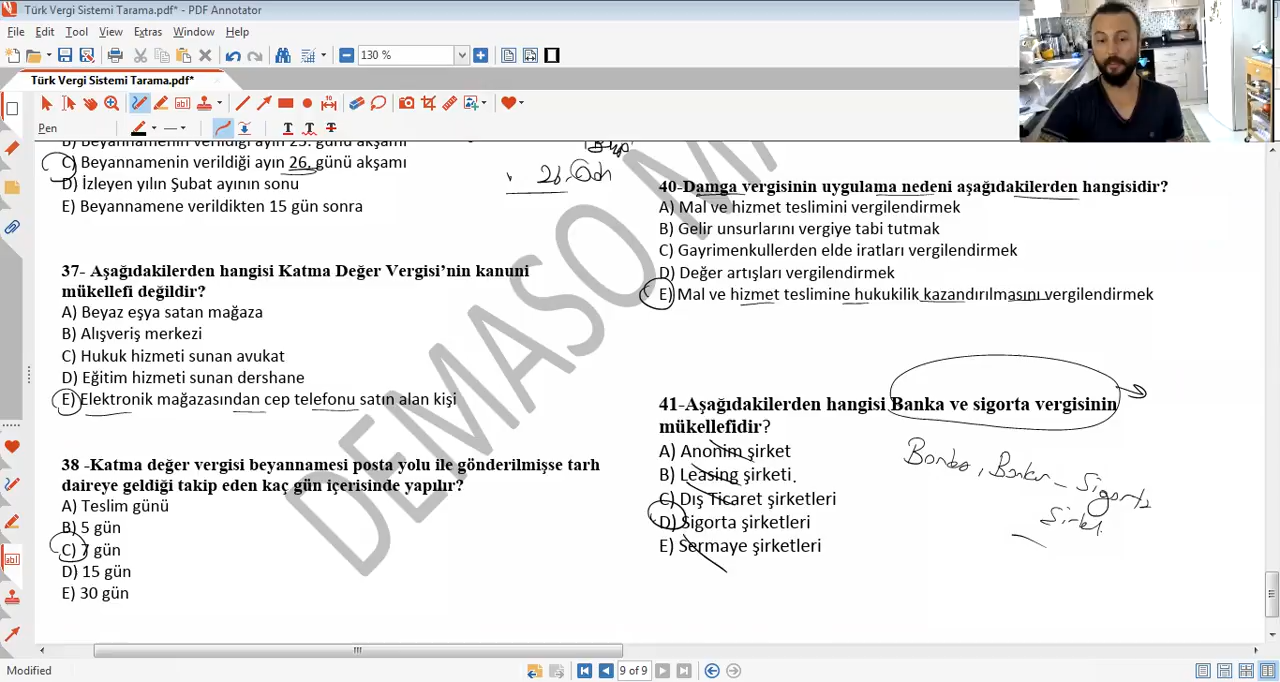 Türk Vergi Sistemi Tarama.pdf* - PDF Annotator
File Edit Tool View Extras Window Help
130 %
Türk Vergi Sistemi Tarama.pdf*
Pen
B) Beyannamenin verildiği ayın 25. günü akşamı
C) Beyannamenin verildiği ayın 26. günü akşamı
D) İzleyen yılın Şubat ayının sonu
E) Beyannamene verildikten 15 gün sonra
26
37- Aşağıdakilerden hangisi Katma Değer Vergisi'nin kanuni
mükellefi değildir?
A) Beyaz eşya satan mağaza
B) Alışveriş merkezi
C) Hukuk hizmeti sunan avukat
D) Eğitim hizmeti sunan dershane
E) Elektronik mağazasından cep telefonu satın alan kişi
38 -Katma değer vergisi beyannamesi posta yolu ile gönderilmişse tarh
daireye geldiği takip eden kaç gün içerisinde yapılır?
A) Teslim günü
B) 5 gün
C) 7 gün
D) 15 gün
E) 30 gün
40-Damga vergisinin uygulama nedeni aşağıdakilerden hangisidir?
A) Mal ve hizmet teslimini vergilendirmek
B) Gelir unsurlarını vergiye tabi tutmak
C) Gayrimenkullerden elde iratları vergilendirmek
D) Değer artışları vergilendirmek
E) Mal ve hizmet teslimine hukukilik kazandırılmasını vergilendirmek
41-Aşağıdakilerden hangisi Banka ve sigorta vergisinin
mükellefidir?
A) Anonim şirket
B) Leasing şirketi.
C) Dış Ticaret şirketleri
D) Sigorta şirketleri
E) Sermaye şirketleri
Banka, Banker - Sigorta
Şirket
DEMASO
Modified
9 of 9